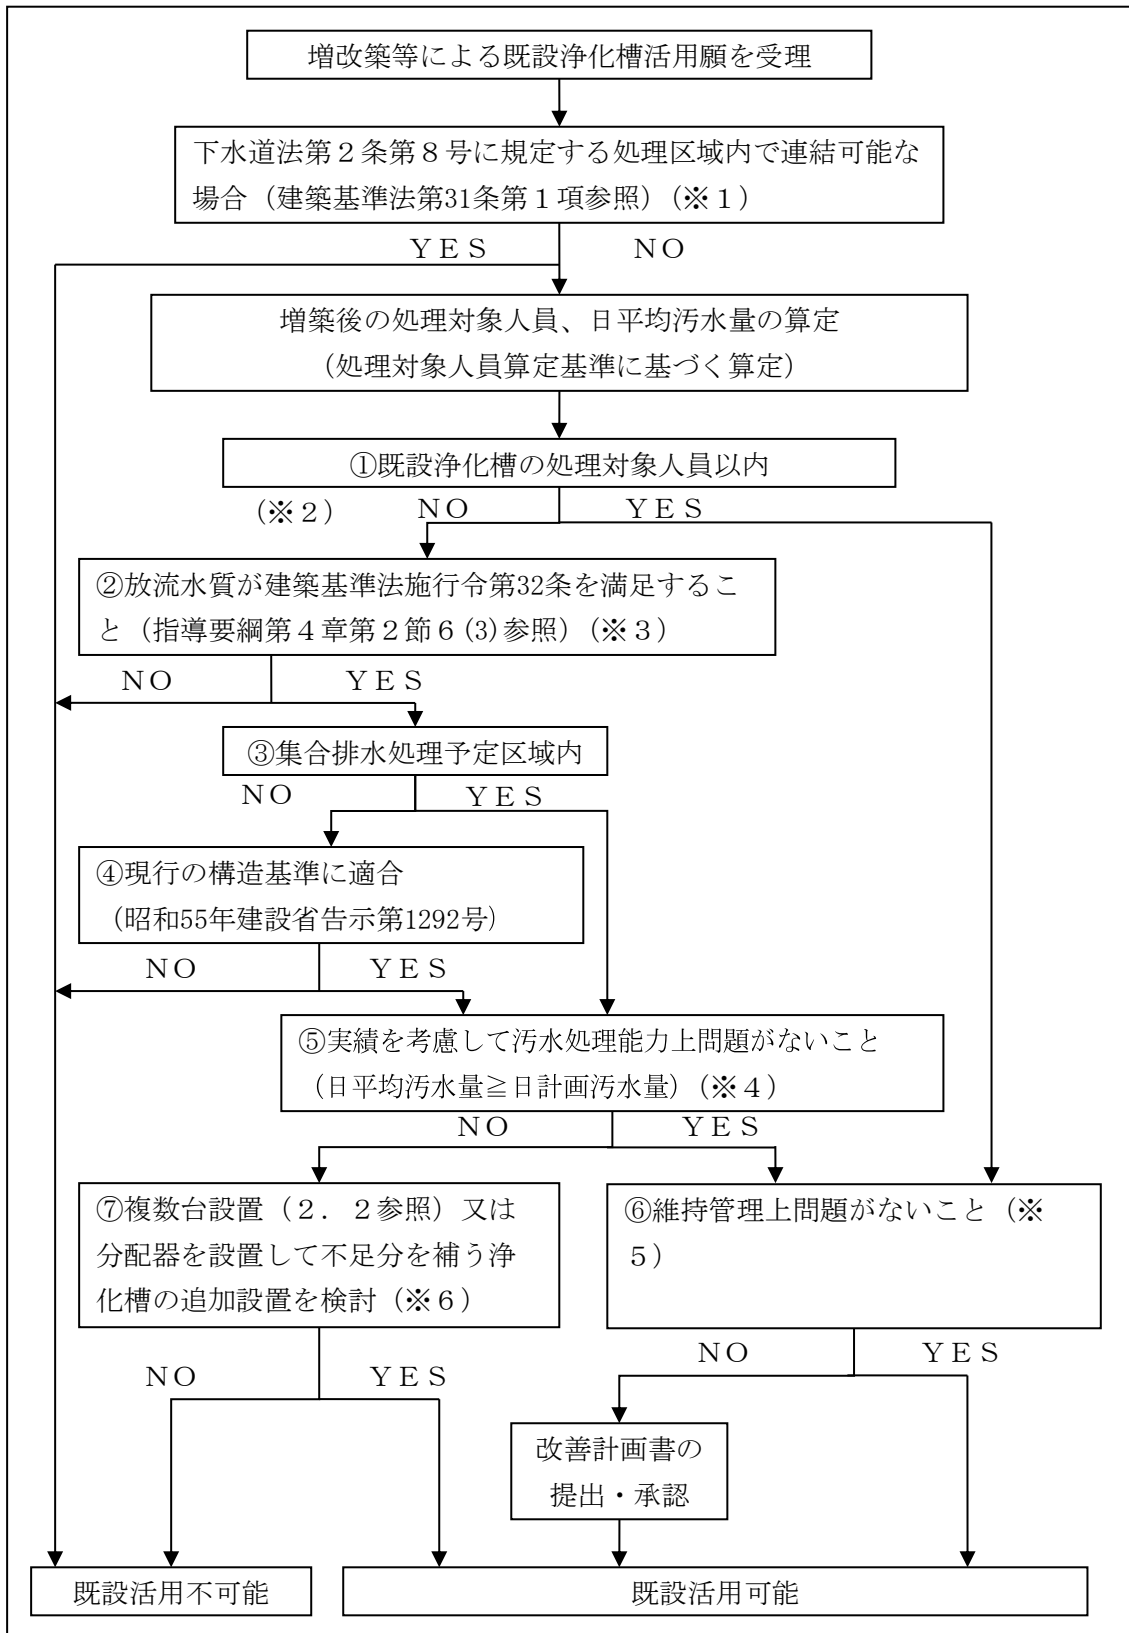 増改築等による既設浄化槽活用願を受理
下水道法第２条第８号に規定する処理区域内で連結可能な
場合（建築基準法第31条第１項参照）（※１）
ＹＥＳ ＮＯ
増築後の処理対象人員、日平均汚水量の算定
（処理対象人員算定基準に基づく算定）
①既設浄化槽の処理対象人員以内
（※２） ＮＯ ＹＥＳ
②放流水質が建築基準法施行令第32条を満足するこ
と（指導要綱第４章第２節６(3)参照）（※３）
ＮＯ ＹＥＳ
③集合排水処理予定区域内
ＮＯ ＹＥＳ
④現行の構造基準に適合
（昭和55年建設省告示第1292号）
ＮＯ ＹＥＳ
⑤実績を考慮して汚水処理能力上問題がないこと
（日平均汚水量≧日計画汚水量）（※４）
ＮＯ ＹＥＳ
⑦複数台設置（２．２参照）又は
分配器を設置して不足分を補う浄
化槽の追加設置を検討（※６）
⑥維持管理上問題がないこと（※
５）
ＮＯ ＹＥＳ
ＮＯ ＹＥＳ
改善計画書の
提出・承認
既設活用不可能
既設活用可能